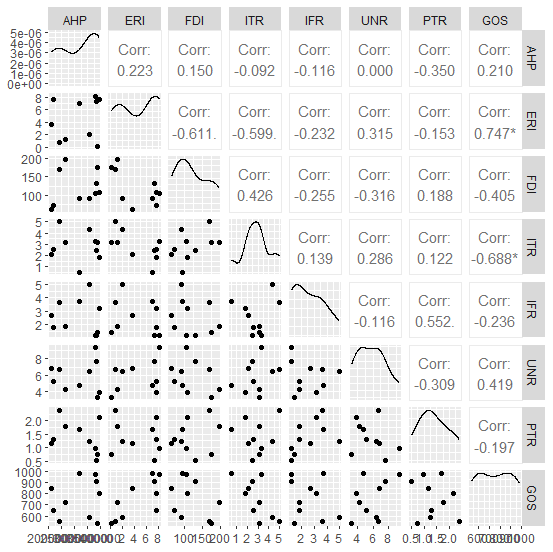 AHP ERI FDI ITR IFR UNR PTR GOS
5e-06 4e-06 3e-06 2e-06 1e-06 0e+00
Corr: Corr: Corr: Corr: Corr: Corr: Corr:
0.223 0.150 -0.092 -0.116 0.000 -0.350 0.210
AHP
8 6 4 2 0
Corr: Corr: Corr: Corr: Corr: Corr:
-0.611. -0.599. -0.232 0.315 -0.153 0.747*
ERI
200 150 100
Corr: Corr: Corr: Corr: Corr:
0.426 -0.255 -0.316 0.188 -0.405
FDI
5 4 3 2 1
Corr: Corr: Corr: Corr:
0.139 0.286 0.122 -0.688*
ITR
5 4 3 2
Corr: Corr: Corr:
-0.116 0.552. -0.236
IFR
8 6 4
Corr: Corr:
-0.309 0.419
UNR
2.0 1.5 1.0 0.5
Corr:
-0.197
PTR
1000 900 800 700 600
GOS
0 2 4 6 8
100 150 200
1 2 3 4 5
2 3 4 5
4 6 8
0.5 1.0 1.5 2.0